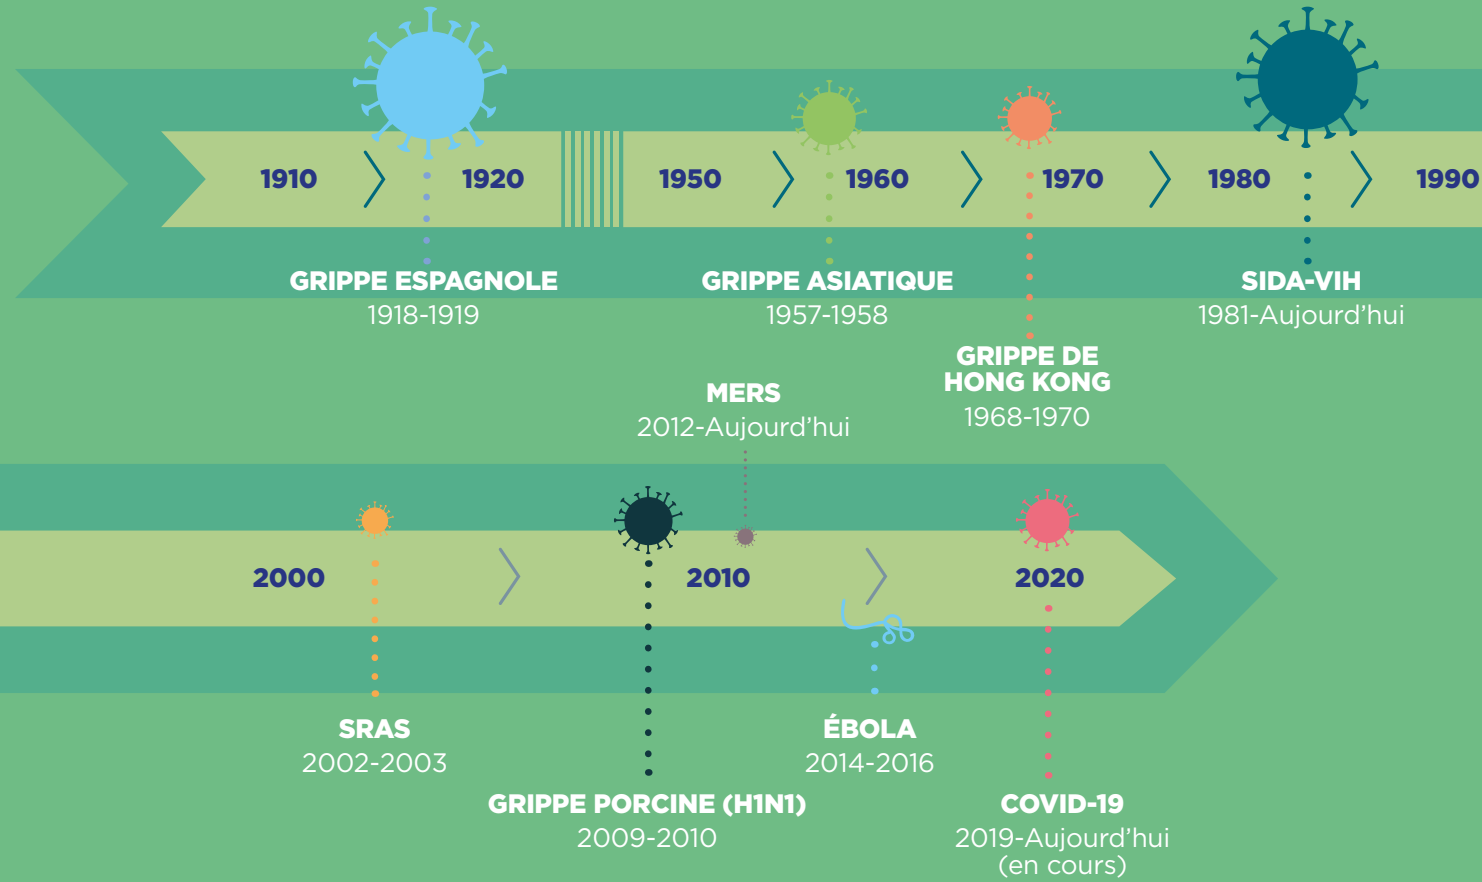 1910
1920
1950
1960
1970
1980
1990
GRIPPE ESPAGNOLE
1918-1919
GRIPPE ASIATIQUE
1957-1958
GRIPPE DE
HONG KONG
1968-1970
SIDA-VIH
1981-Aujourd’hui
MERS
2012-Aujourd’hui
2000
2010
2020
SRAS
2002-2003
GRIPPE PORCINE (H1N1)
2009-2010
ÉBOLA
2014-2016
COVID-19
2019-Aujourd’hui
(en cours)